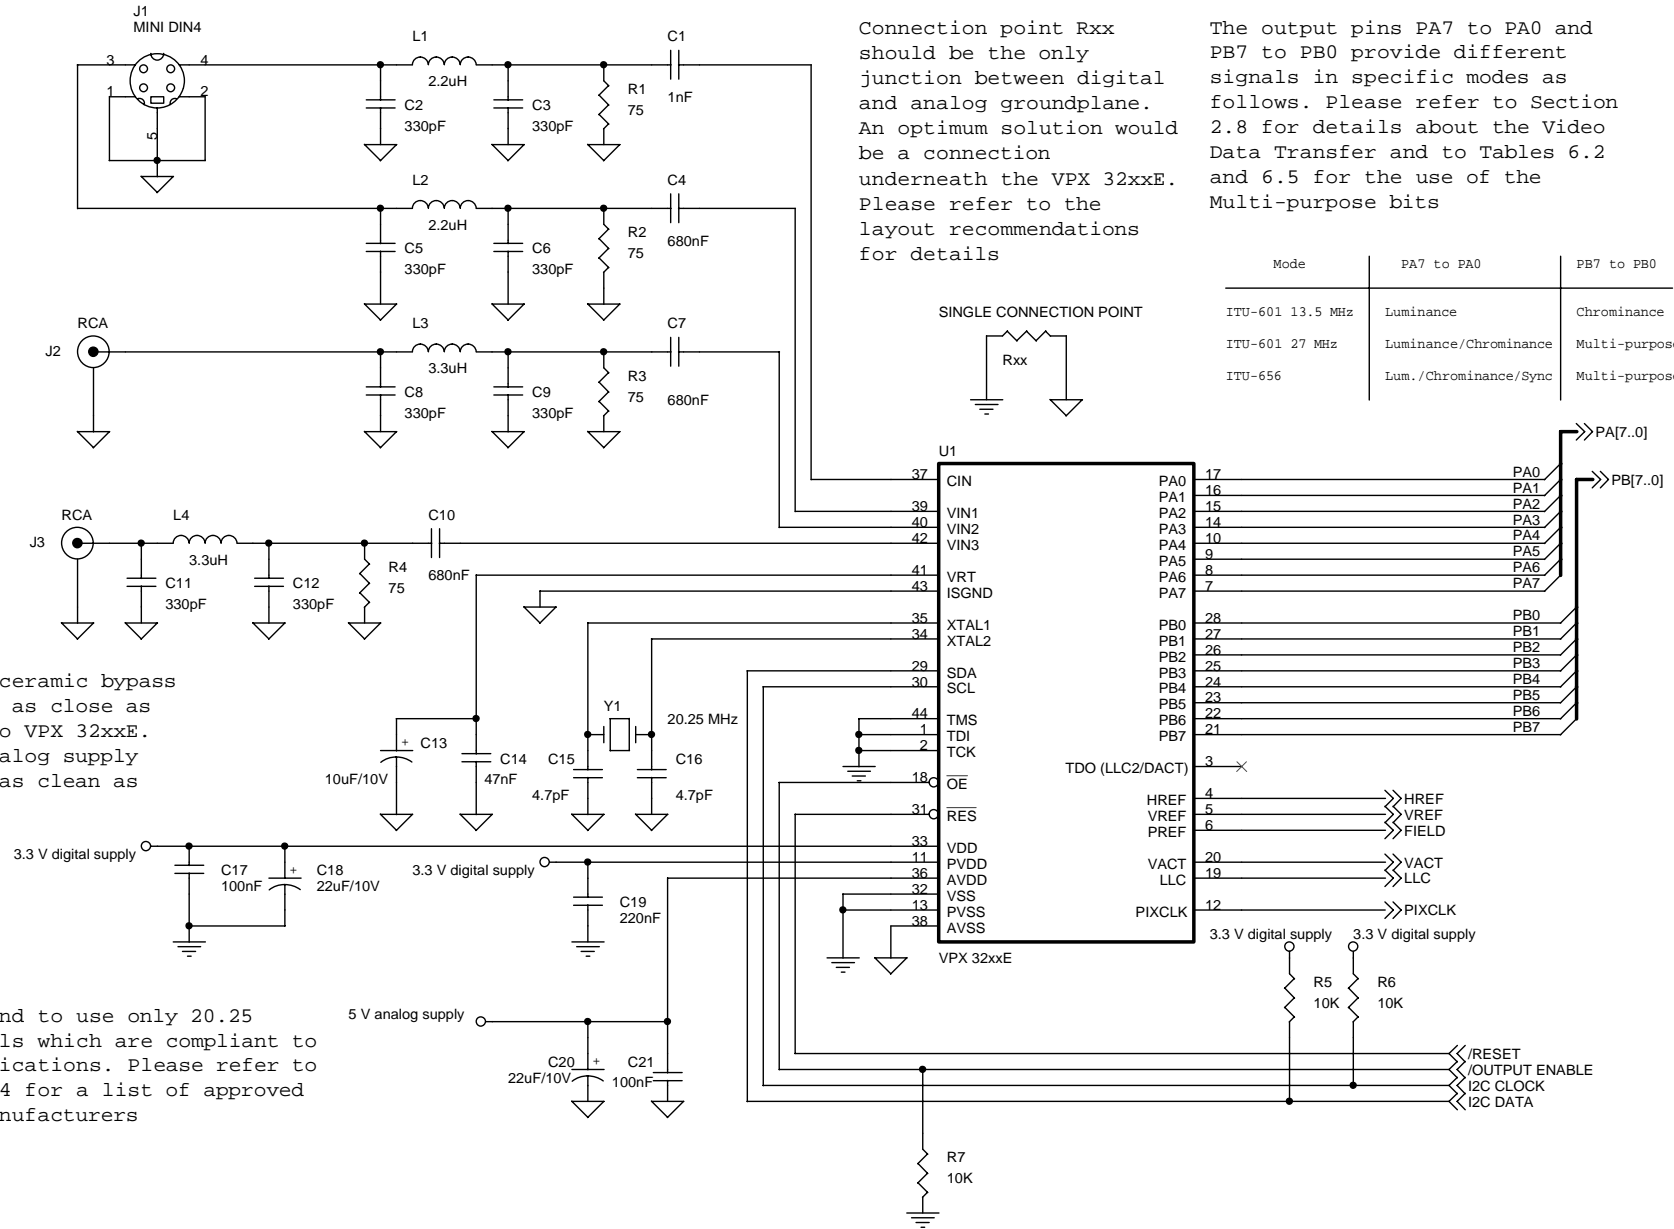 J1
MINI DIN4
3
4
1
2
5
L1
2.2uH
C1
1nF
C2
330pF
C3
330pF
R1
75
L2
2.2uH
C4
680nF
C5
330pF
C6
330pF
R2
75
RCA
J2
L3
3.3uH
C7
680nF
C8
330pF
C9
330pF
R3
75
RCA
J3
L4
3.3uH
C10
680nF
C11
330pF
C12
330pF
R4
75
Connection point Rxx
should be the only
junction between digital
and analog groundplane.
An optimum solution would
be a connection
underneath the VPX 32xxE.
Please refer to the
layout recommendations
for details
The output pins PA7 to PA0 and
PB7 to PB0 provide different
signals in specific modes as
follows. Please refer to Section
2.8 for details about the Video
Data Transfer and to Tables 6.2
and 6.5 for the use of the
Multi-purpose bits
Mode PA7 to PA0 PB7 to PB0
ITU-601 13.5 MHz Luminance Chrominance
ITU-601 27 MHz Luminance/Chrominance Multi-purpose
ITU-656 Lum./Chrominance/Sync Multi-purpose
SINGLE CONNECTION POINT
Rxx
U1
37 CIN
39 VIN1
40 VIN2
42 VIN3
41 VRT
43 ISGND
35 XTAL1
34 XTAL2
29 SDA
30 SCL
44 TMS
1 TDI
2 TCK
18 OE
31 RES
33 VDD
11 PVDD
36 AVDD
32 VSS
13 PVSS
38 AVSS
VPX 32xxE
PA0 17 PA0
PA1 16 PA1
PA2 15 PA2
PA3 14 PA3
PA4 10 PA4
PA5 9 PA5
PA6 8 PA6
PA7 7 PA7
PA[7..0]
PB[7..0]
PB0 28 PB0
PB1 27 PB1
PB2 26 PB2
PB3 25 PB3
PB4 24 PB4
PB5 23 PB5
PB6 22 PB6
PB7 21 PB7
TDO (LLC2/DACT) 3
HREF 4 HREF
VREF 5 VREF
PREF 6 FIELD
VACT 20 VACT
LLC 19 LLC
PIXCLK 12 PIXCLK
ceramic bypass
as close as
o VPX 32xxE.
alog supply
as clean as
C13
10uF/10V
+
C14
47nF
Y1
20.25 MHz
C15
4.7pF
C16
4.7pF
3.3 V digital supply
C17
100nF
+
C18
22uF/10V
3.3 V digital supply
C19
220nF
5 V analog supply
C20
22uF/10V
+
C21
100nF
nd to use only 20.25
ls which are compliant to
ications. Please refer to
4 for a list of approved
nufacturers
3.3 V digital supply
3.3 V digital supply
R5
10K
R6
10K
/RESET
/OUTPUT ENABLE
I2C CLOCK
I2C DATA
R7
10K